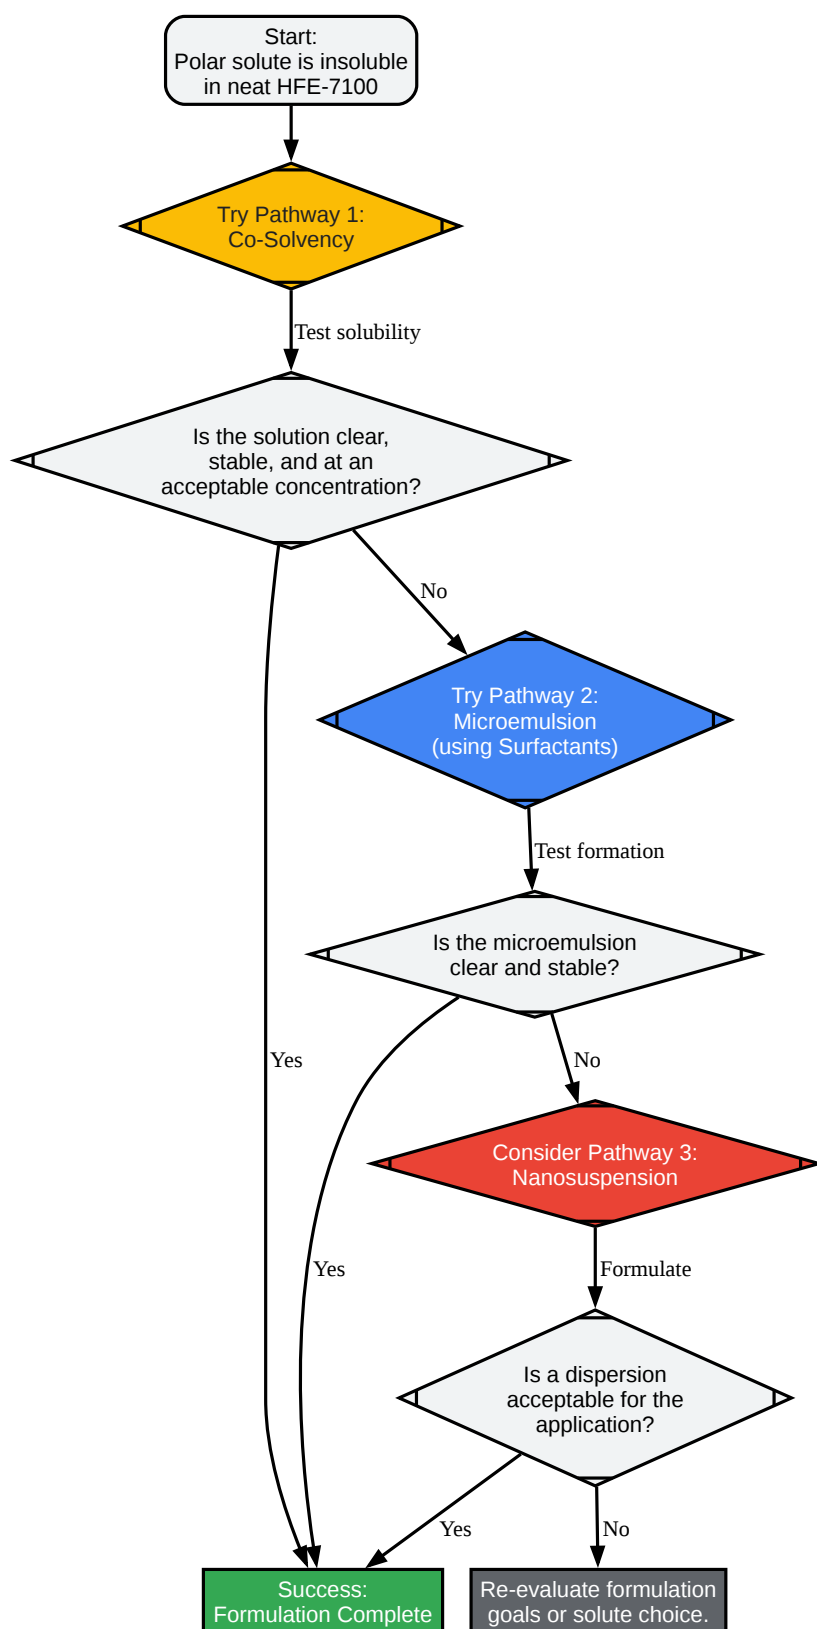 Start:
Polar solute is insoluble
in neat HFE-7100
Try Pathway 1:
Co-Solvency
Test solubility
Is the solution clear,
stable, and at an
acceptable concentration?
No
Try Pathway 2:
Microemulsion
(using Surfactants)
Test formation
Is the microemulsion
clear and stable?
Yes
No
Consider Pathway 3:
Nanosuspension
Yes
Formulate
Is a dispersion
acceptable for the
application?
Yes
No
Success:
Formulation Complete
Re-evaluate formulation
goals or solute choice.